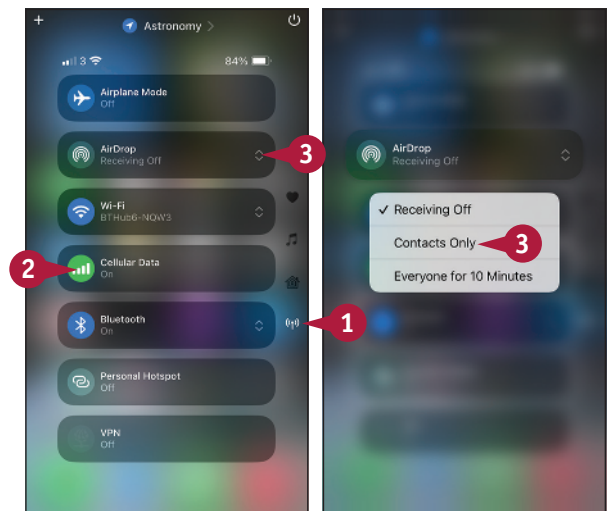 +
Astronomy >
3
84%
Airplane Mode
Off
AirDrop
Receiving Off
3
Wi-Fi
BTHub6-NQW3
Cellular Data
On
2
Bluetooth
On
1
Personal Hotspot
Off
VPN
Off
AirDrop
Receiving Off
✓ Receiving Off
Contacts Only
3
Everyone for 10 Minutes